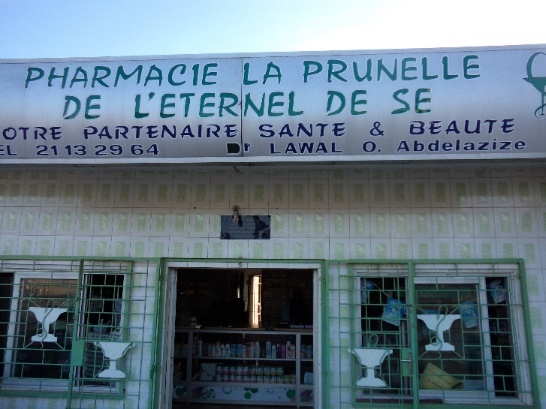 PHARMACIE LA PRUNELLE
DE L'ETERNEL DE SE
OTRE PARTENAIRE SANTE & BEAUTE
EL 21 13 29 64 Dr LAWAL O. Abdelazize